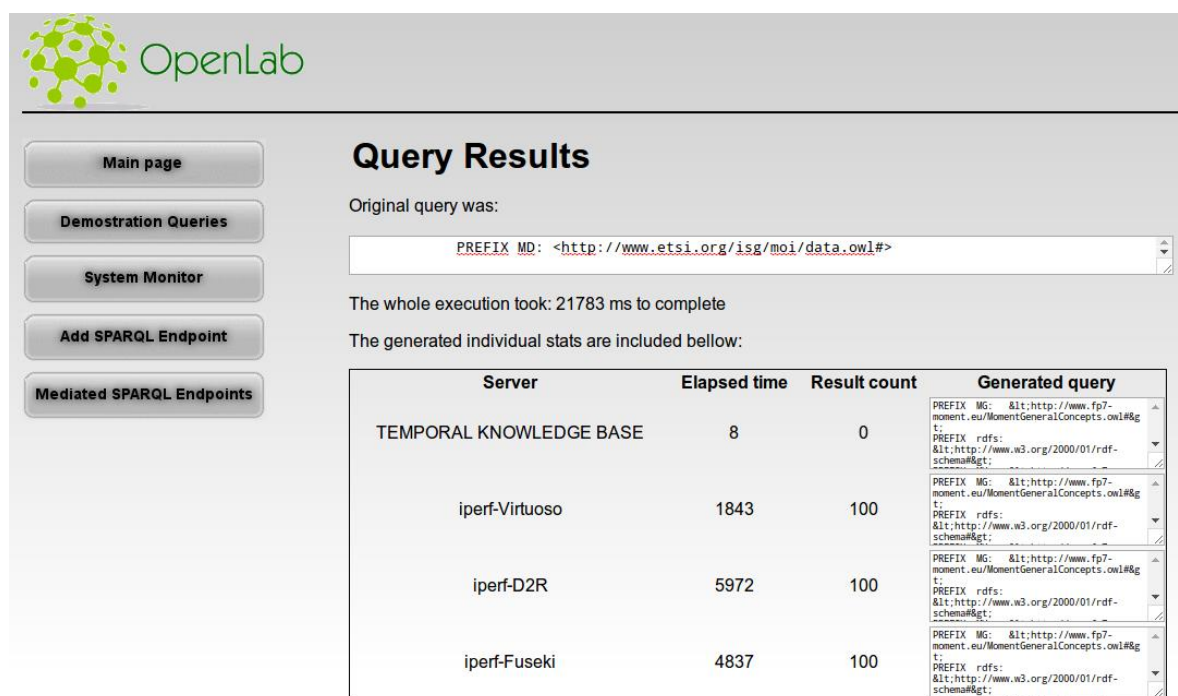 OpenLab
Main page
Demostration Queries
System Monitor
Add SPARQL Endpoint
Mediated SPARQL Endpoints
Query Results
Original query was:
PREFIX MD: <http://www.etsi.org/isg/moi/data.owl#>
The whole execution took: 21783 ms to complete
The generated individual stats are included bellow:
Server Elapsed time Result count Generated query
TEMPORAL KNOWLEDGE BASE 8 0
PREFIX MG: &lt;http://www.fp7-
moment.eu/MomentGeneralConcepts.owl#&g
t;
PREFIX rdfs:
&lt;http://www.w3.org/2000/01/rdf-
schema#&gt;
iperf-Virtuoso 1843 100
PREFIX MG: &lt;http://www.fp7-
moment.eu/MomentGeneralConcepts.owl#&g
t;
PREFIX rdfs:
&lt;http://www.w3.org/2000/01/rdf-
schema#&gt;
iperf-D2R 5972 100
PREFIX MG: &lt;http://www.fp7-
moment.eu/MomentGeneralConcepts.owl#&g
t;
PREFIX rdfs:
&lt;http://www.w3.org/2000/01/rdf-
schema#&gt;
iperf-Fuseki 4837 100
PREFIX MG: &lt;http://www.fp7-
moment.eu/MomentGeneralConcepts.owl#&g
t;
PREFIX rdfs:
&lt;http://www.w3.org/2000/01/rdf-
schema#&gt;